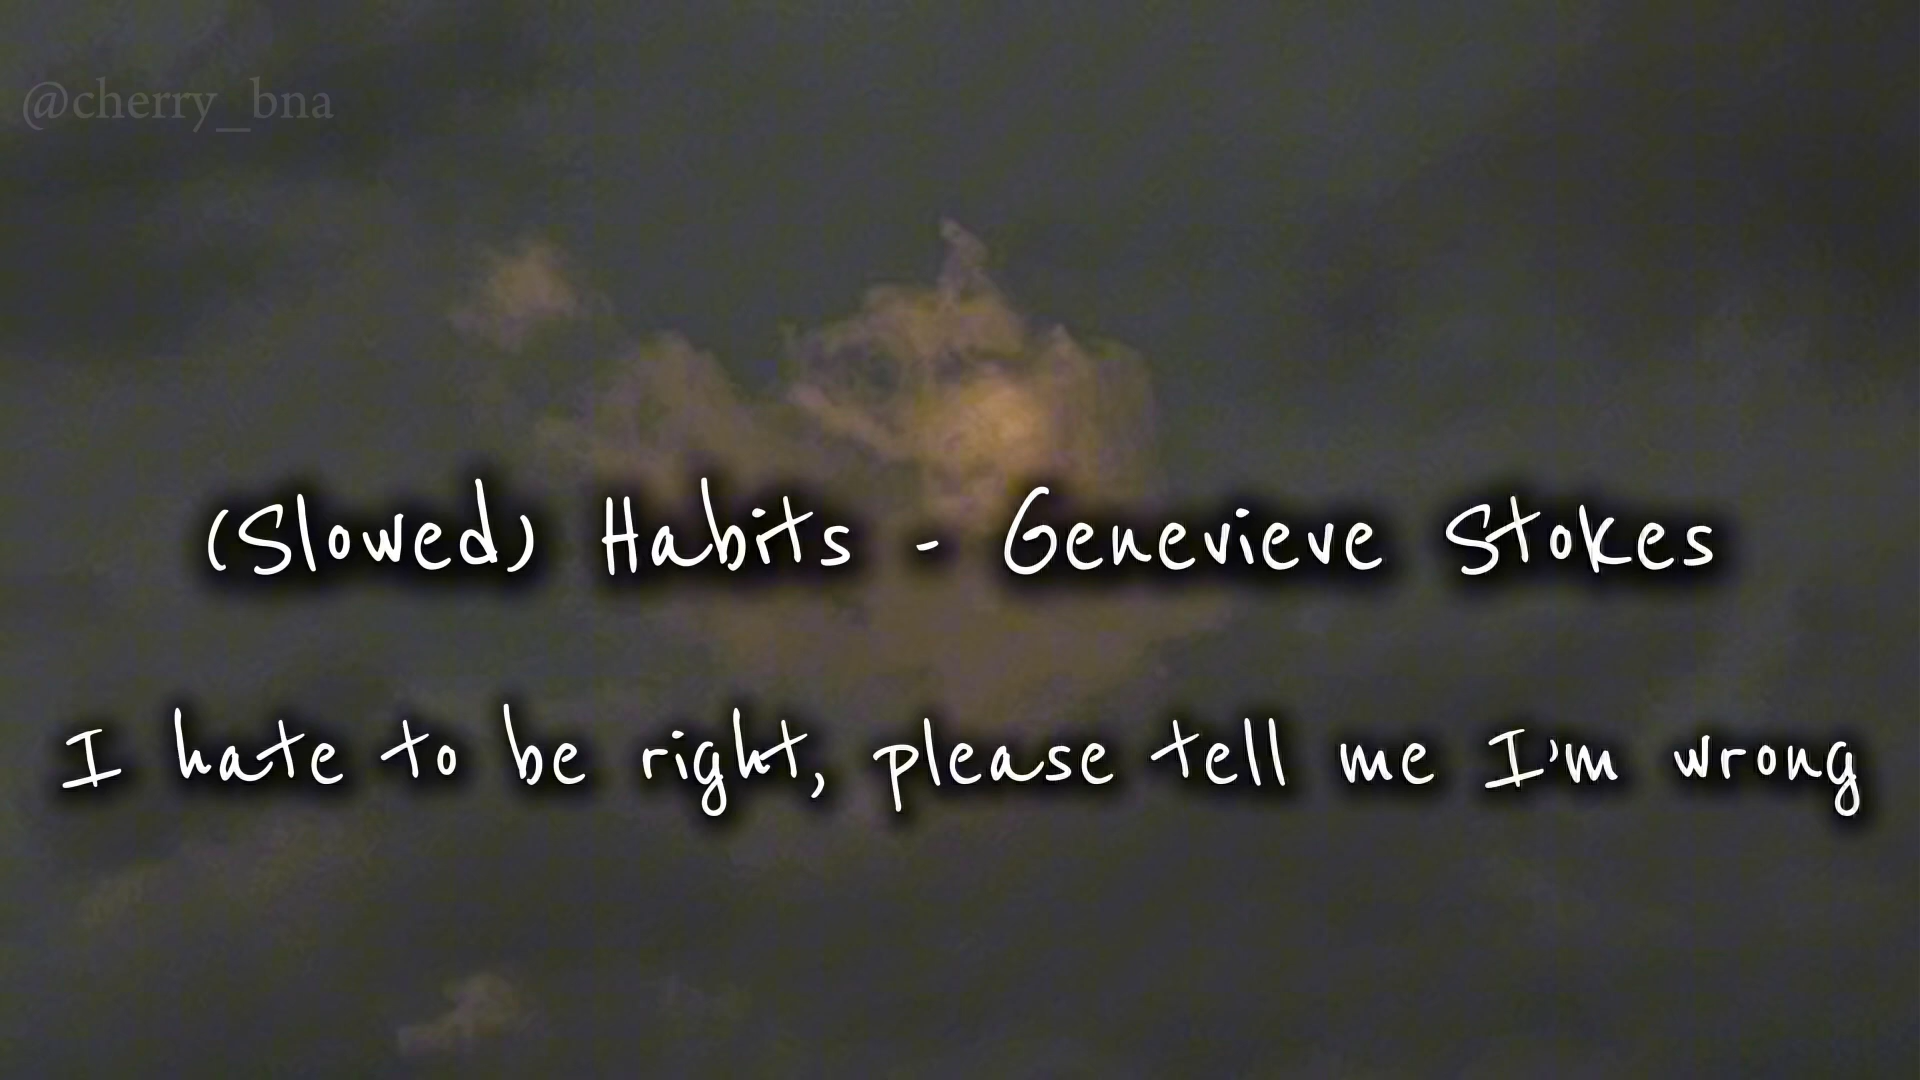 @cherry_bna
(Slowed) Habits - Genevieve Stokes
I hate to be right, please tell me I'm wrong